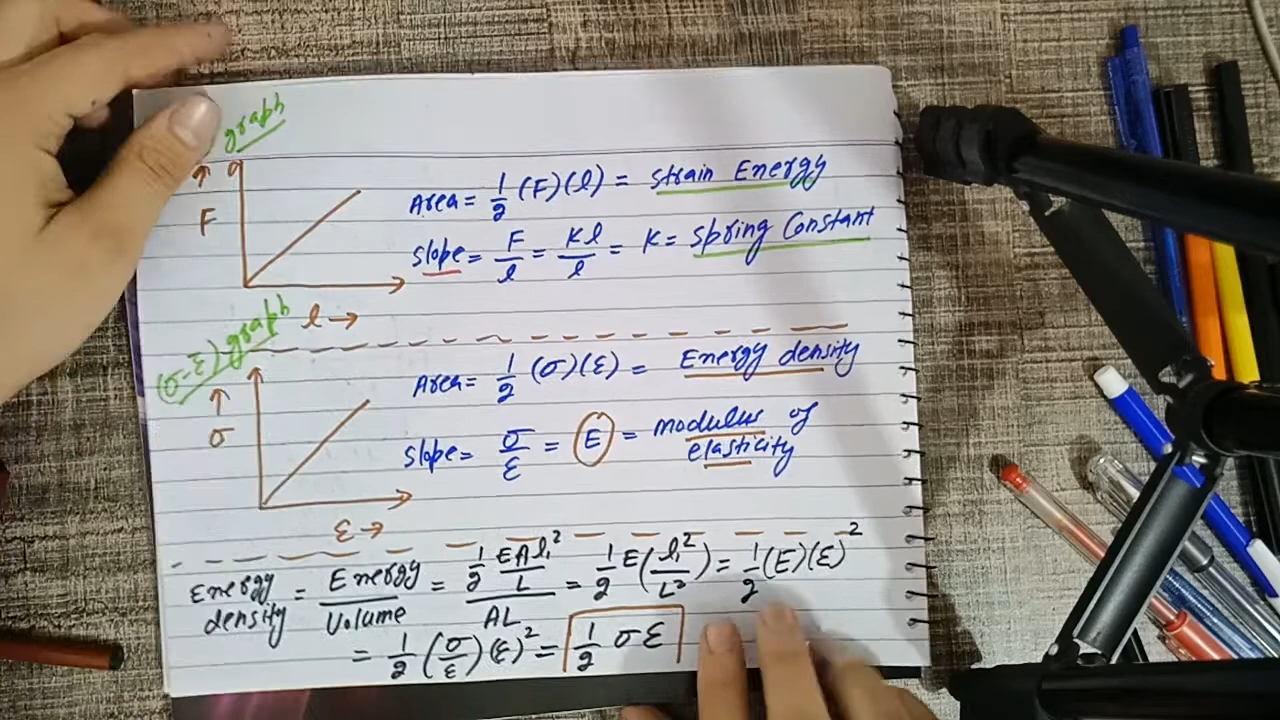 graph
↑
F
l →
Area = 1/2 (F)(l) = Strain Energy
Slope = F/l = Kl/l = K = Spring Constant
(σ-ε) graph
↑
σ
ε →
Area = 1/2 (σ)(ε) = Energy density
Slope = σ/ε = E = modulus of
elasticity
Energy density = Energy/Volume = (1/2 EAl₁²/L)/AL = 1/2 E(l₁²/L²) = 1/2 (E)(ε)²
= 1/2 (σ/ε)(ε)² = 1/2 σε